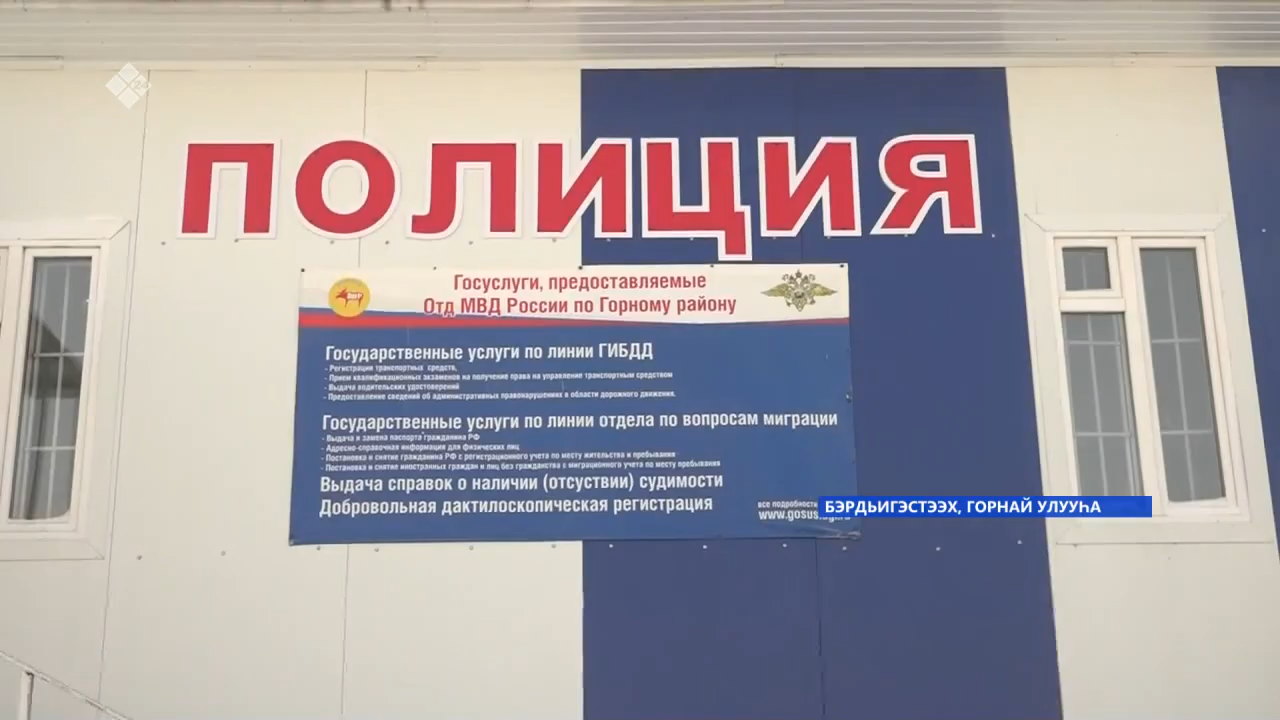 24
ПОЛИЦИЯ
Госуслуги, предоставляемые
Отд МВД России по Горному району
Государственные услуги по линии ГИБДД
- Регистрация транспортных средств,
- Прием квалификационных экзаменов на получение права на управление транспортным средством
- Выдача водительских удостоверений
- Предоставление сведений об административных правонарушениях в области дорожного движения.
Государственные услуги по линии отдела по вопросам миграции
- Выдача и замена паспорта гражданина РФ
- Адресно-справочная информация для физических лиц
- Постановка и снятие гражданина РФ с регистрационного учета по месту жительства и пребывания
- Постановка и снятие иностранных граждан и лиц без гражданства с миграционного учета по месту пребывания
Выдача справок о наличии (отсуствии) судимости
Добровольная дактилоскопическая регистрация
все подробности
БЭРДЬИГЭСТЭЭХ, ГОРНАЙ УЛУУҺА